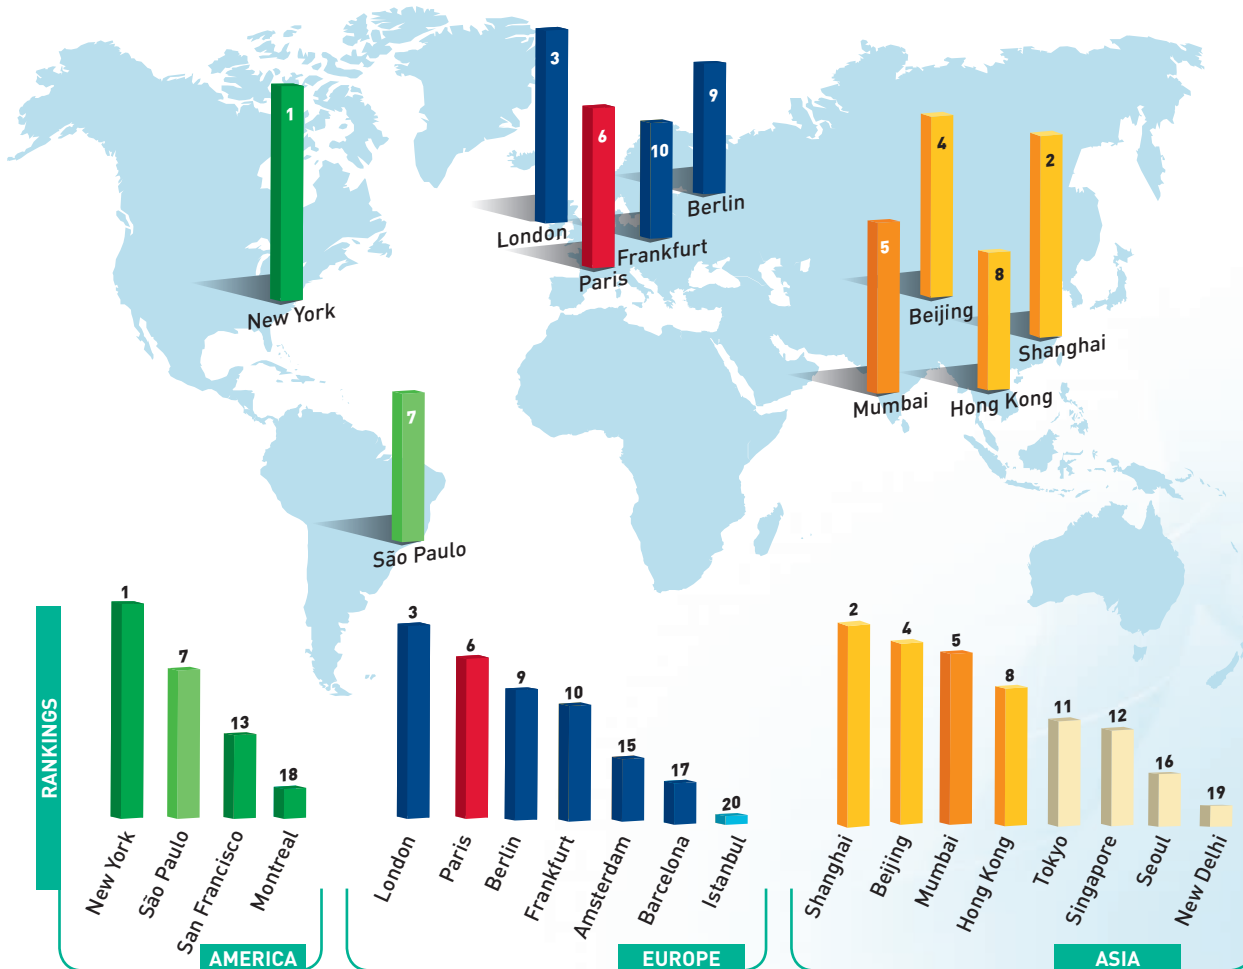 3
9
1
6
10
4
2
Berlin
5
London
Frankfurt
8
Paris
New York
Beijing
Shanghai
Mumbai
Hong Kong
7
São Paulo
RANKINGS
1
7
13
18
New York
São Paulo
San Francisco
Montreal
AMERICA
3
6
9
10
15
17
20
London
Paris
Berlin
Frankfurt
Amsterdam
Barcelona
Istanbul
EUROPE
2
4
5
8
11
12
16
19
Shanghai
Beijing
Mumbai
Hong Kong
Tokyo
Singapore
Seoul
New Delhi
ASIA